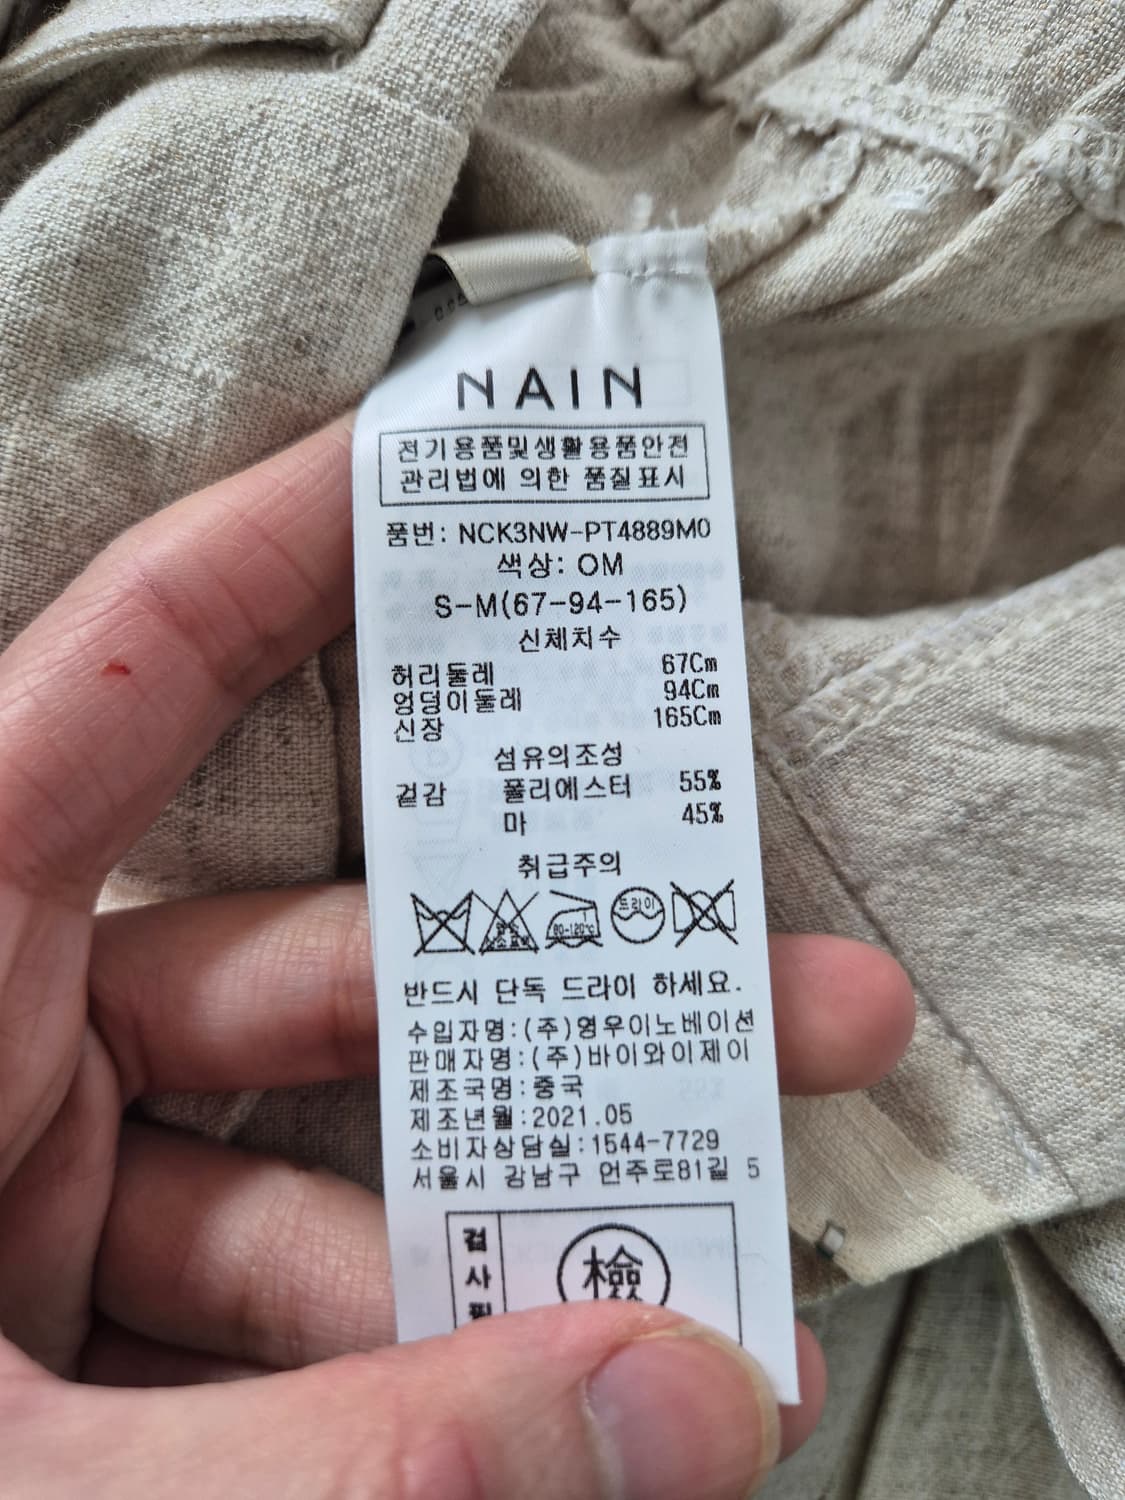 NAIN
전기용품및생활용품안전
관리법에 의한 품질표시
품번: NCK3NW-PT4889M0
색상: OM
S-M(67-94-165)
신체치수
허리둘레 67Cm
엉덩이둘레 94Cm
신장 165Cm
섬유의조성
겉감 폴리에스터 55%
마 45%
취급주의
80-120℃ 드라이
반드시 단독 드라이 하세요.
수입자명:(주)영우이노베이션
판매자명:(주)바이와이제이
제조국명:중국
제조년월:2021.05
소비자상담실:1544-7729
서울시 강남구 언주로81길 5
검사필
檢